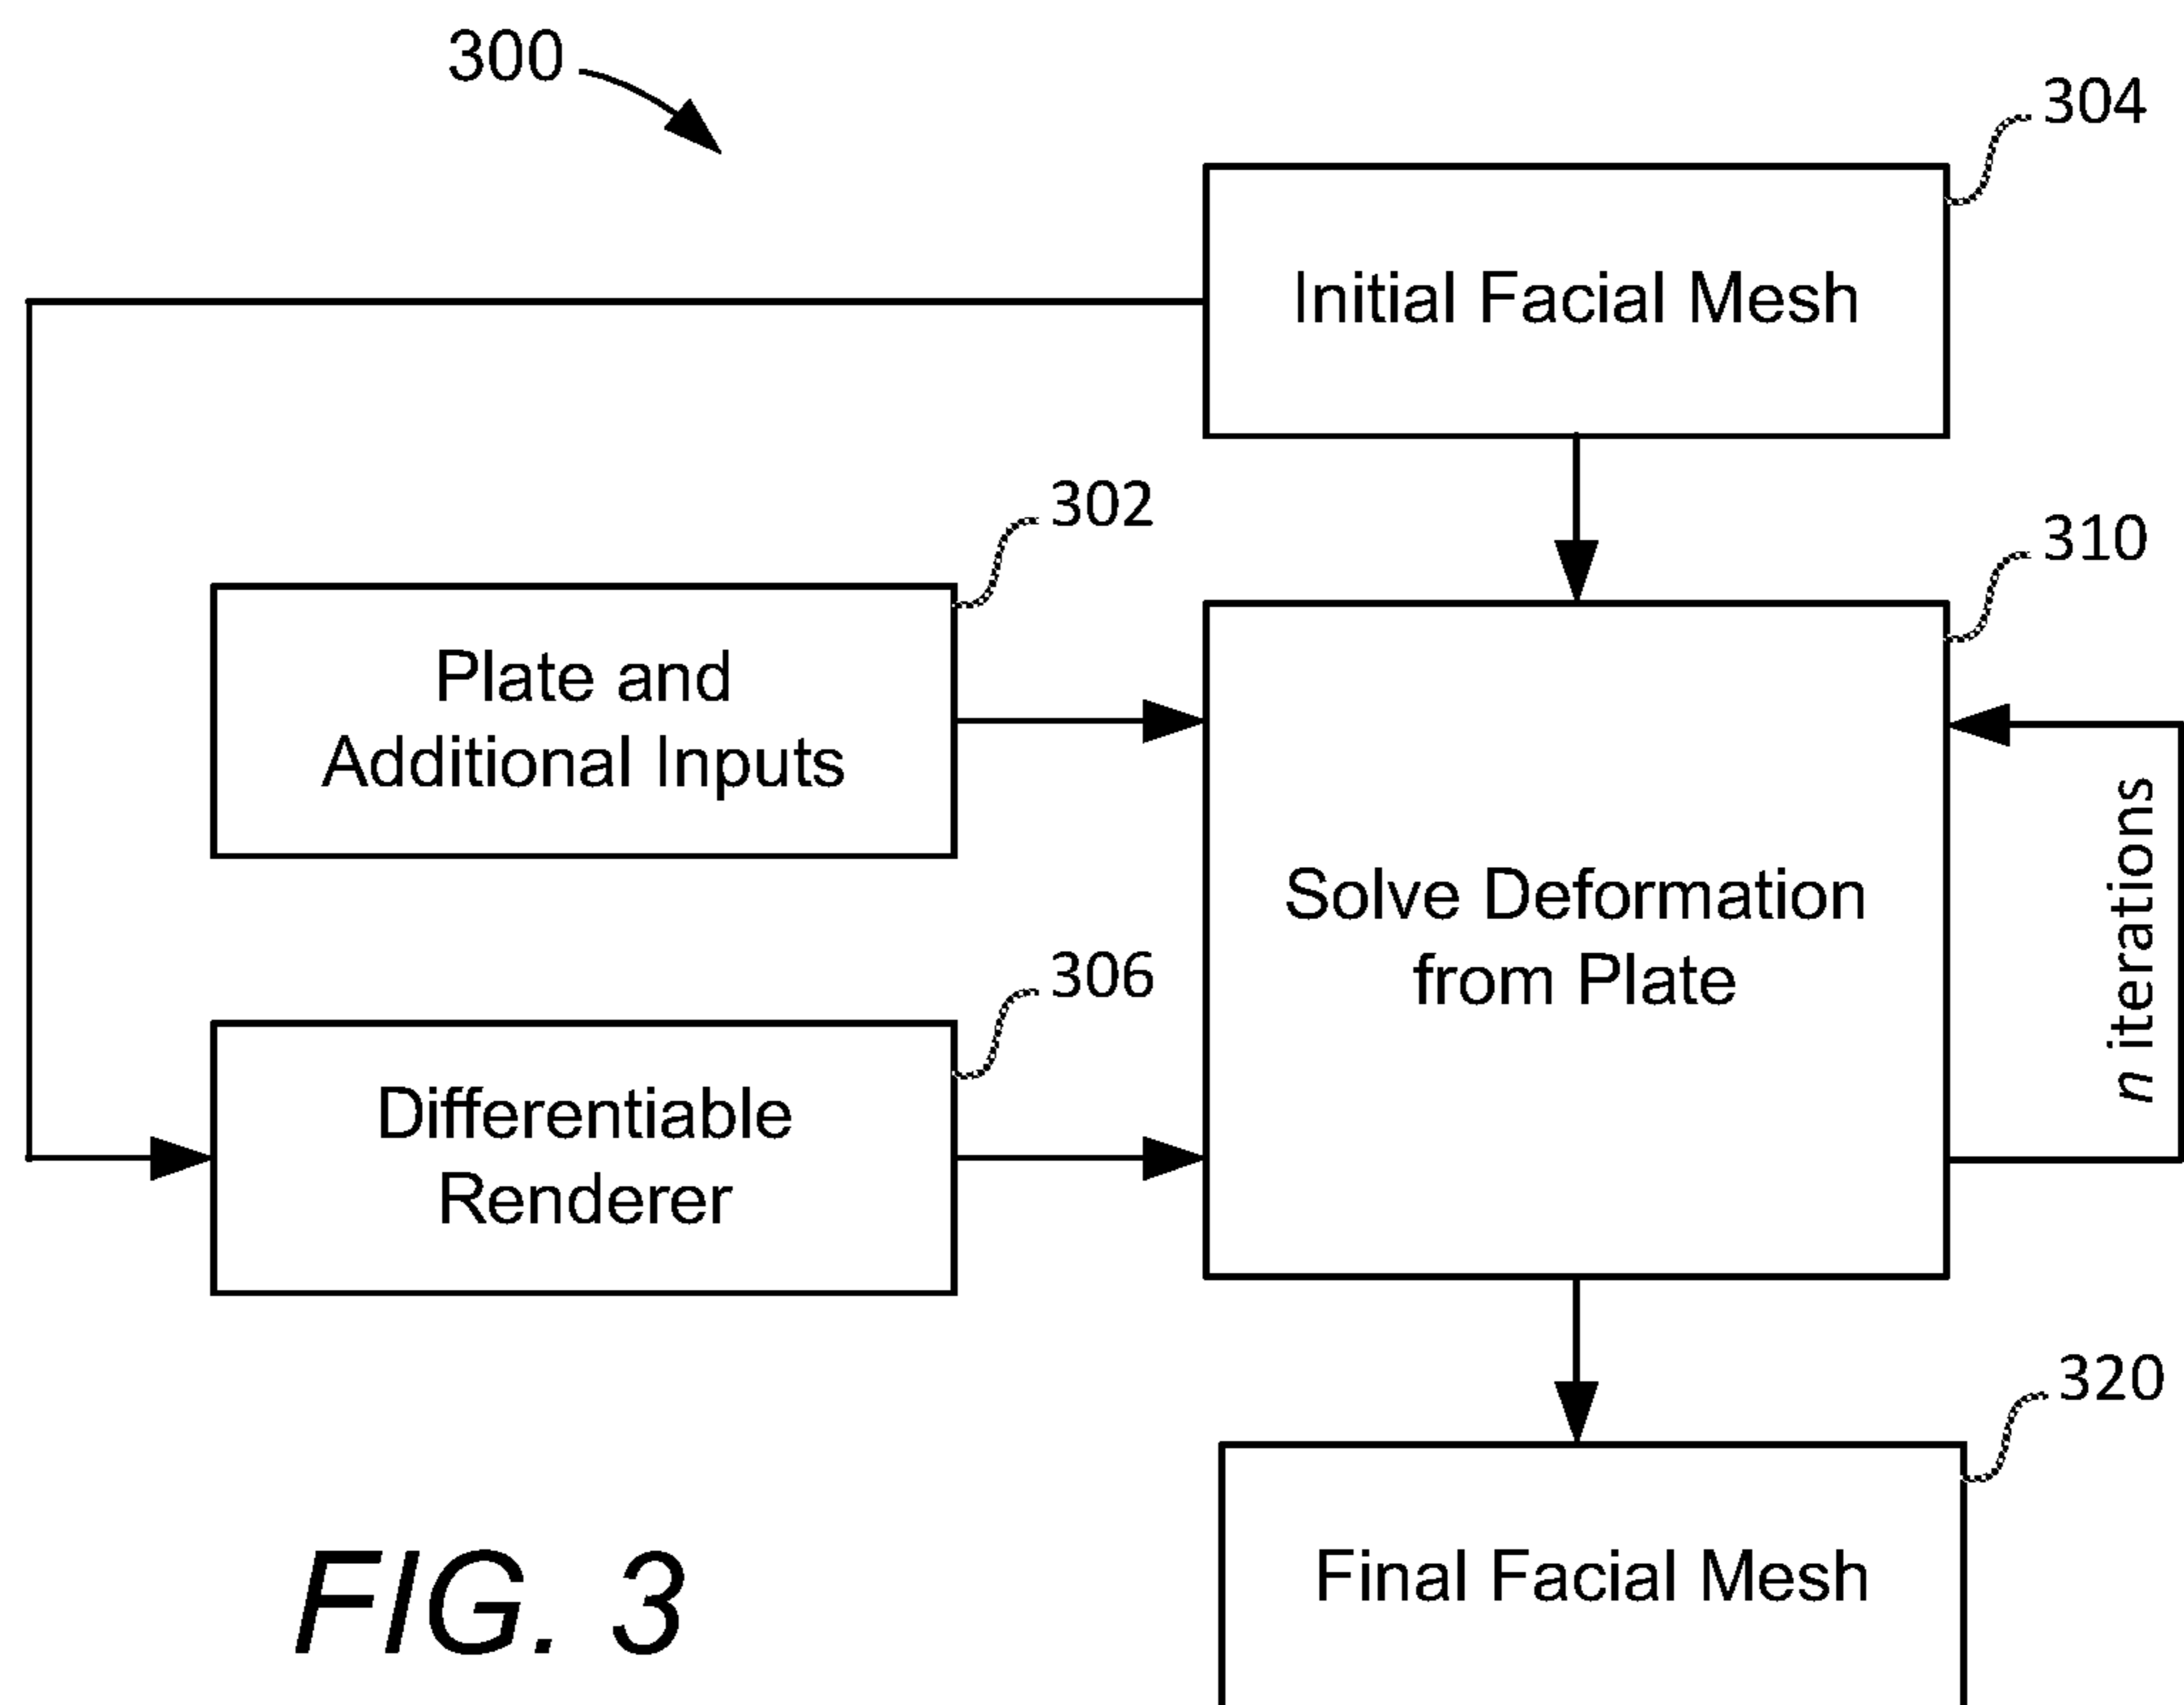 300
304
Initial Facial Mesh
302
310
Plate and
Additional Inputs
Solve Deformation
from Plate
n iterations
306
Differentiable
Renderer
320
Final Facial Mesh
FIG. 3